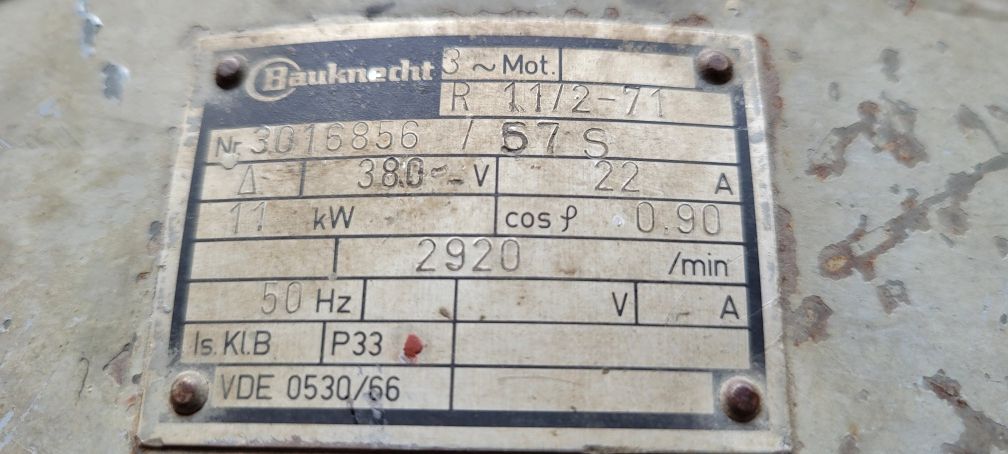 Bauknecht 3~Mot.
R 11/2-71
Nr. 3016856 / 67 S
Δ 380~ V 22 A
11 kW cos φ 0.90
2920 /min
50 Hz V A
Is. Kl.B P33
VDE 0530/66